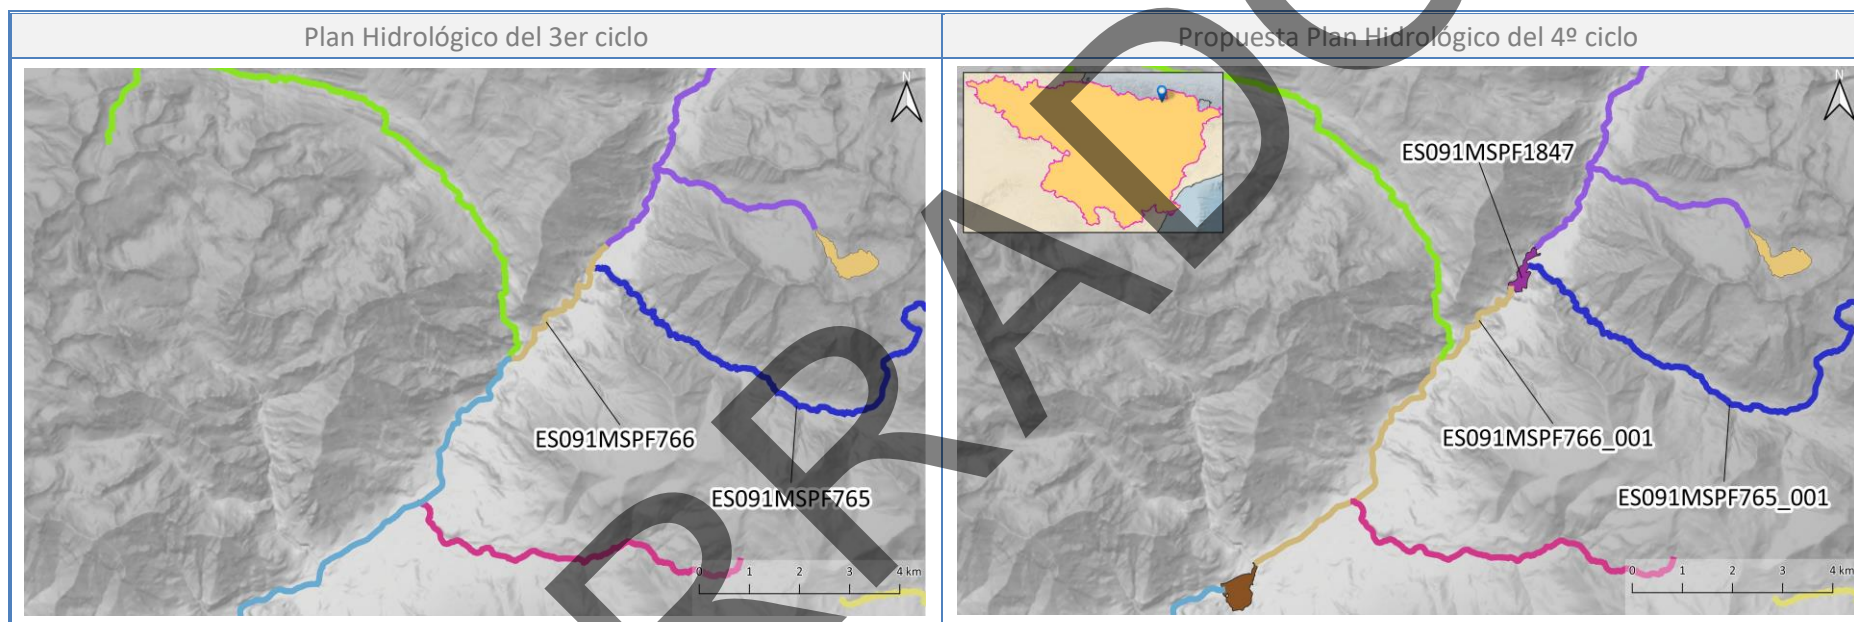 Plan Hidrológico del 3er ciclo
Propuesta Plan Hidrológico del 4º ciclo
N
ES091MSPF766
ES091MSPF765
0 1 2 3 4 km
N
ES091MSPF1847
ES091MSPF766_001
ES091MSPF765_001
0 1 2 3 4 km
RRADO